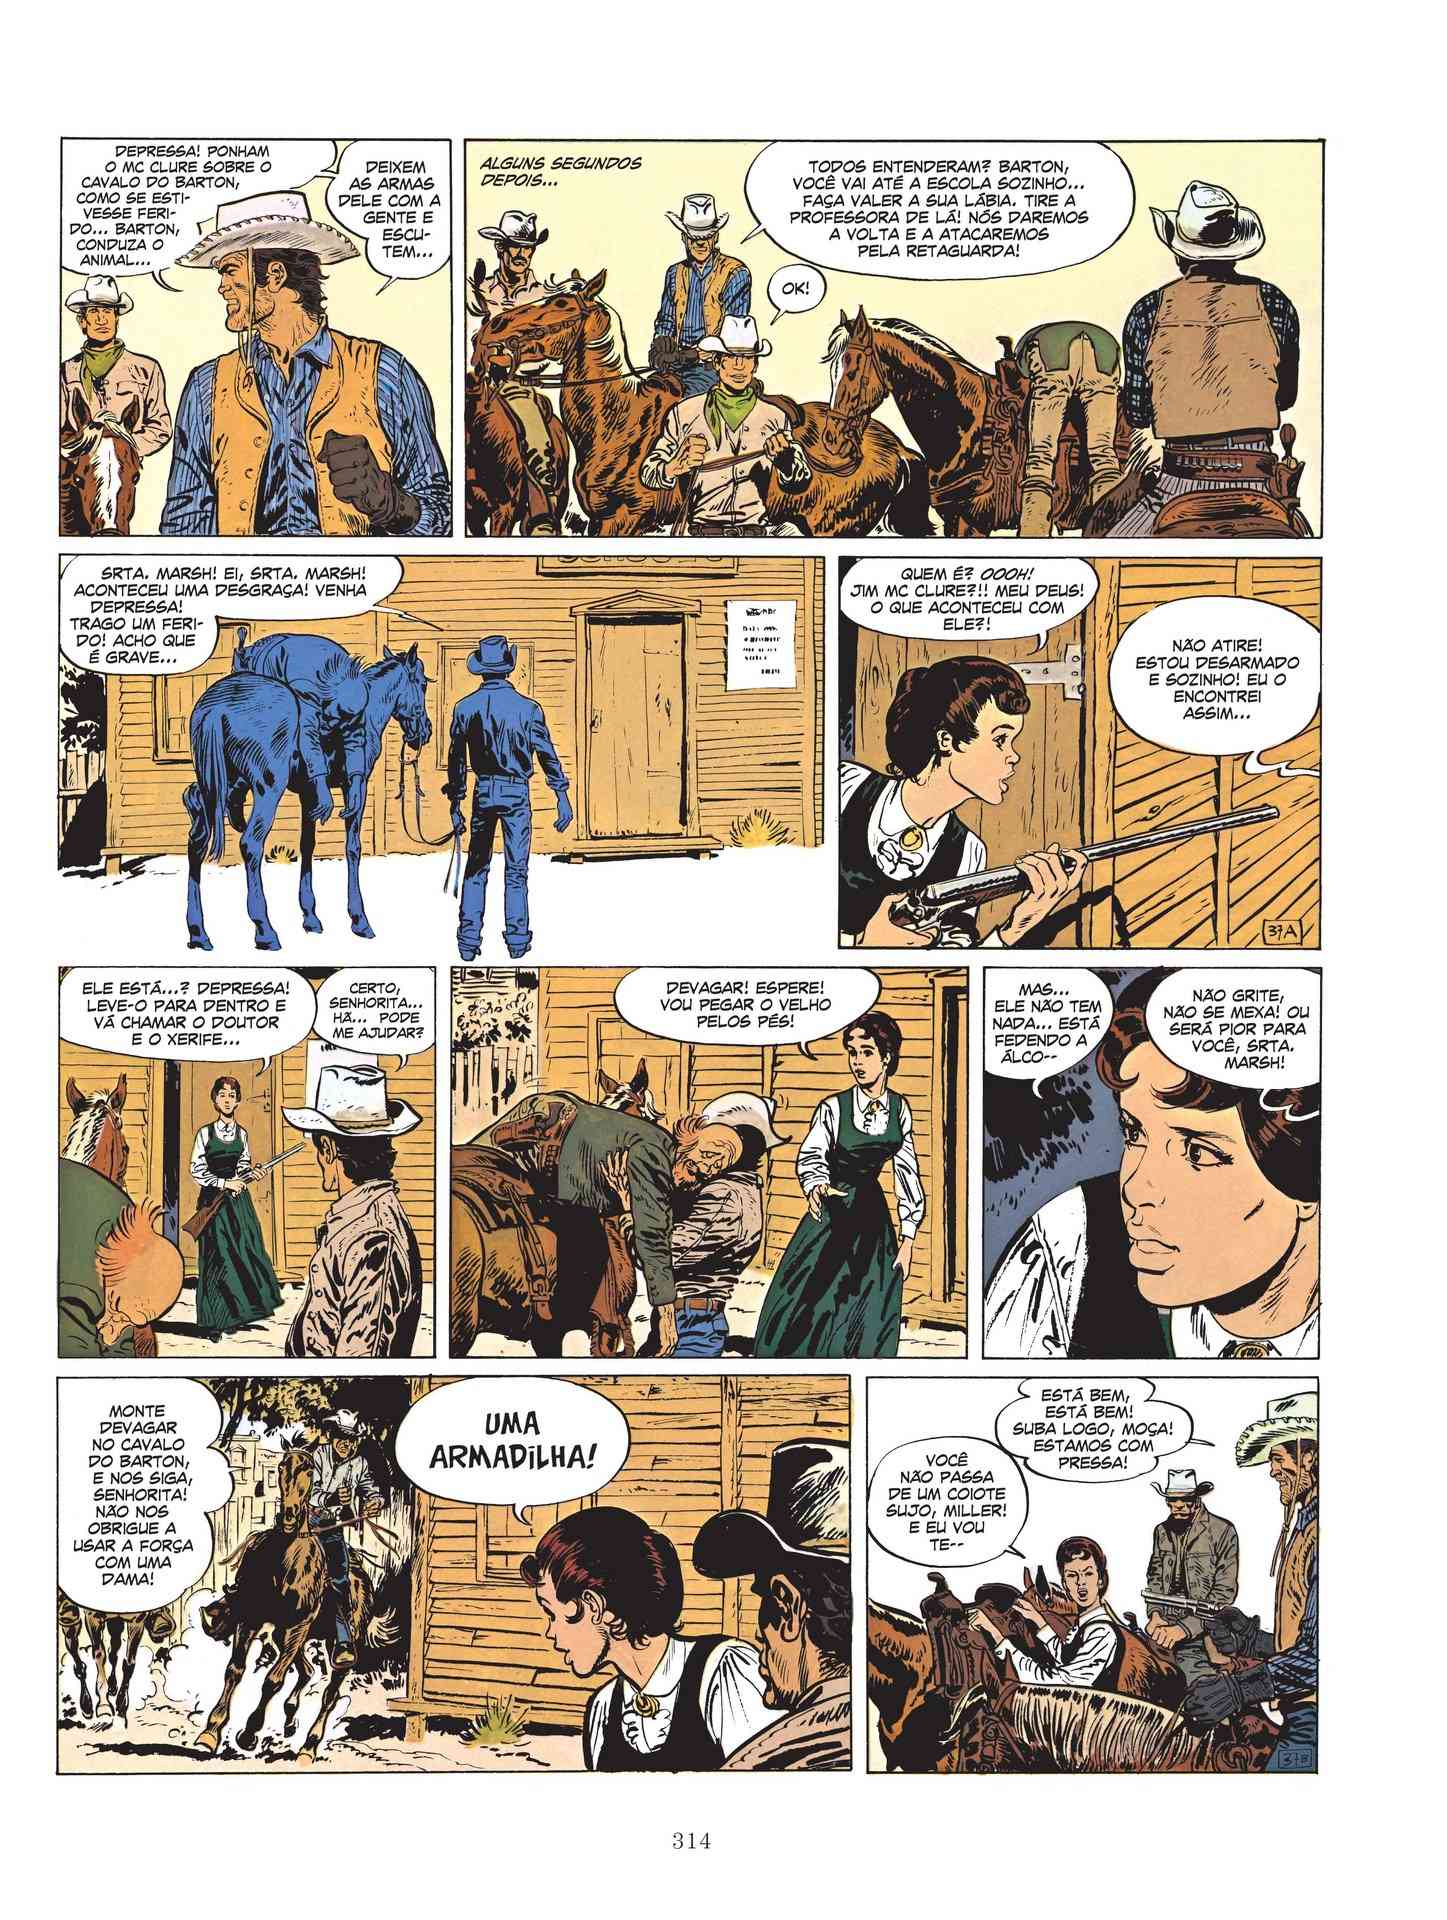 DEPRESSA! PONHAM
O MC CLURE SOBRE O
CAVALO DO BARTON,
COMO SE ESTI-
VESSE FERI-
DO... BARTON,
CONDUZA O
ANIMAL...
DEIXEM
AS ARMAS
DELE COM A
GENTE E
ESCU-
TEM...
ALGUNS SEGUNDOS
DEPOIS...
TODOS ENTENDERAM? BARTON,
VOCÊ VAI ATÉ A ESCOLA SOZINHO...
FAÇA VALER A SUA LÁBIA. TIRE A
PROFESSORA DE LÁ! NÓS DAREMOS
A VOLTA E A ATACAREMOS
PELA RETAGUARDA!
OK!
SRTA. MARSH! EI, SRTA. MARSH!
ACONTECEU UMA DESGRAÇA! VENHA
DEPRESSA!
TRAGO UM FERI-
DO! ACHO QUE
É GRAVE...
QUEM É? OOOH!
JIM MC CLURE?!! MEU DEUS!
O QUE ACONTECEU COM
ELE?!
NÃO ATIRE!
ESTOU DESARMADO
E SOZINHO! EU O
ENCONTREI
ASSIM...
37A
ELE ESTÁ...? DEPRESSA!
LEVE-O PARA DENTRO E
VÁ CHAMAR O DOUTOR
E O XERIFE...
CERTO,
SENHORITA...
HÃ... PODE
ME AJUDAR?
DEVAGAR! ESPERE!
VOU PEGAR O VELHO
PELOS PÉS!
MAS...
ELE NÃO TEM
NADA... ESTÁ
FEDENDO A
ÁLCO--
NÃO GRITE,
NÃO SE MEXA! OU
SERÁ PIOR PARA
VOCÊ, SRTA.
MARSH!
MONTE
DEVAGAR
NO CAVALO
DO BARTON,
E NOS SIGA,
SENHORITA!
NÃO NOS
OBRIGUE A
USAR A FORÇA
COM UMA
DAMA!
UMA
ARMADILHA!
VOCÊ
NÃO PASSA
DE UM COIOTE
SUJO, MILLER!
E EU VOU
TE--
ESTÁ BEM,
ESTÁ BEM!
SUBA LOGO, MOÇA!
ESTAMOS COM
PRESSA!
37B
314